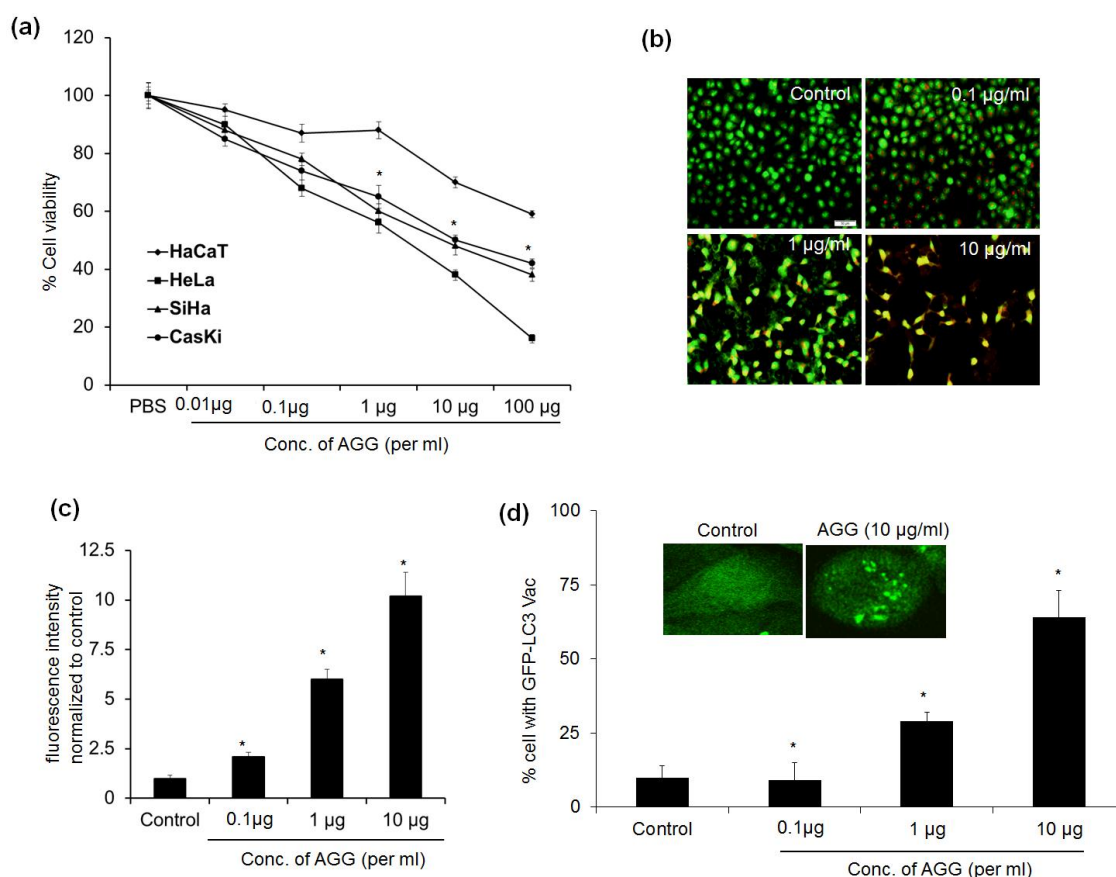 (a)
120
100
80
60
40
20
0
% Cell viability
HaCaT
HeLa
SiHa
CasKi
*
*
*
PBS 0.01µg 0.1µg 1 µg 10 µg 100 µg
Conc. of AGG (per ml)
(b)
Control 0.1 µg/ml
1 µg/ml 10 µg/ml
(c)
12.5
10
7.5
5
2.5
0
fluorescence intensity
normalized to control
*
*
*
Control 0.1µg 1 µg 10 µg
Conc. of AGG (per ml)
(d)
100
75
50
25
0
% cell with GFP-LC3 Vac
Control AGG (10 µg/ml)
*
*
*
Control 0.1µg 1 µg 10 µg
Conc. of AGG (per ml)